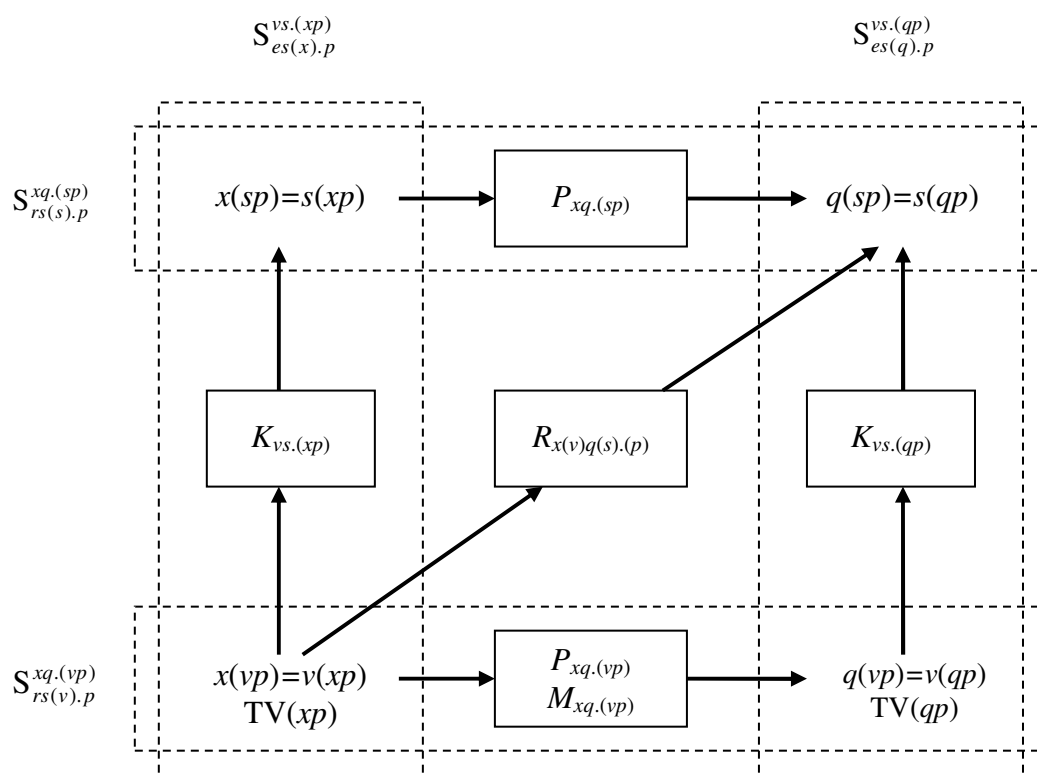 S^{vs.(xp)}_{es(x).p} S^{vs.(qp)}_{es(q).p}
S^{xq.(sp)}_{rs(s).p} x(sp)=s(xp) P_{xq.(sp)} q(sp)=s(qp)
K_{vs.(xp)} R_{x(v)q(s).(p)} K_{vs.(qp)}
S^{xq.(vp)}_{rs(v).p} x(vp)=v(xp) P_{xq.(vp)} q(vp)=v(qp)
TV(xp) M_{xq.(vp)} TV(qp)